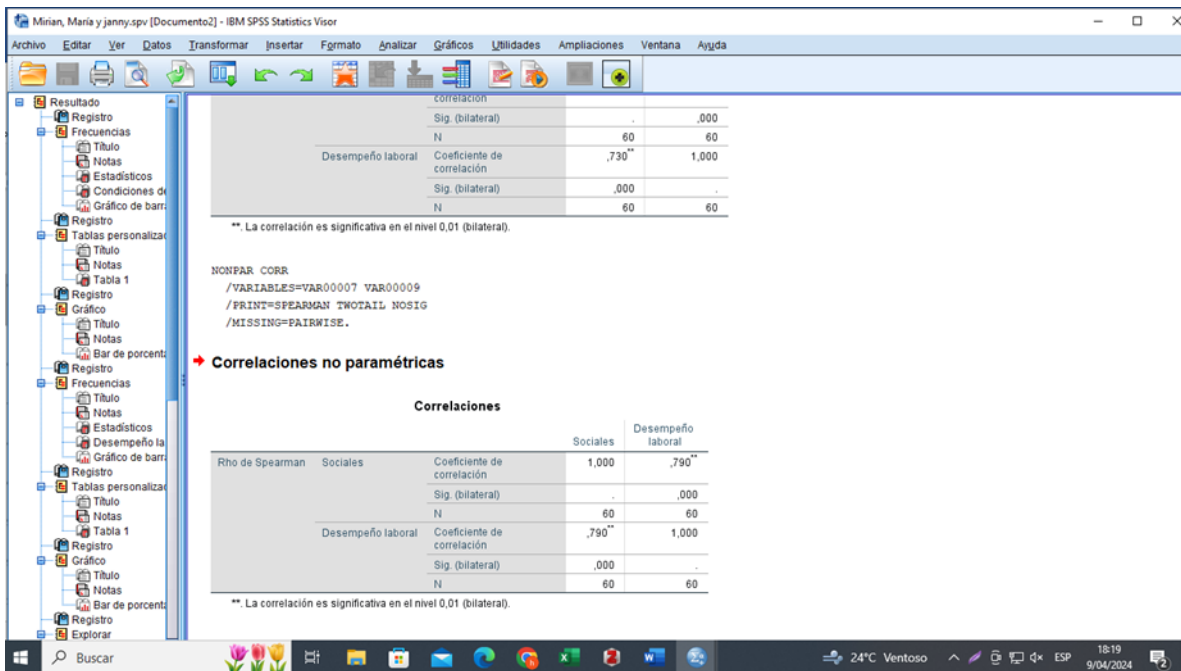 Mirian, María y janny.spv [Documento2] - IBM SPSS Statistics Visor
Archivo Editar Ver Datos Transformar Insertar Formato Analizar Gráficos Utilidades Ampliaciones Ventana Ayuda
Resultado
Registro
Frecuencias
Título
Notas
Estadísticos
Condiciones de
Gráfico de barra
Registro
Tablas personalizad
Título
Notas
Tabla 1
Registro
Gráfico
Título
Notas
Bar de porcenta
Registro
Frecuencias
Título
Notas
Estadísticos
Desempeño la
Gráfico de barra
Registro
Tablas personalizad
Título
Notas
Tabla 1
Registro
Gráfico
Título
Notas
Bar de porcenta
Registro
Explorar
correlación
Sig. (bilateral) . ,000
N 60 60
Desempeño laboral Coeficiente de correlación ,730** 1,000
Sig. (bilateral) ,000 .
N 60 60
**. La correlación es significativa en el nivel 0,01 (bilateral).
NONPAR CORR
/VARIABLES=VAR00007 VAR00009
/PRINT=SPEARMAN TWOTAIL NOSIG
/MISSING=PAIRWISE.
Correlaciones no paramétricas
Correlaciones
Sociales Desempeño laboral
Rho de Spearman Sociales Coeficiente de correlación 1,000 ,790**
Sig. (bilateral) . ,000
N 60 60
Desempeño laboral Coeficiente de correlación ,790** 1,000
Sig. (bilateral) ,000 .
N 60 60
**. La correlación es significativa en el nivel 0,01 (bilateral).
Buscar
24°C Ventoso
ESP
18:19
9/04/2024